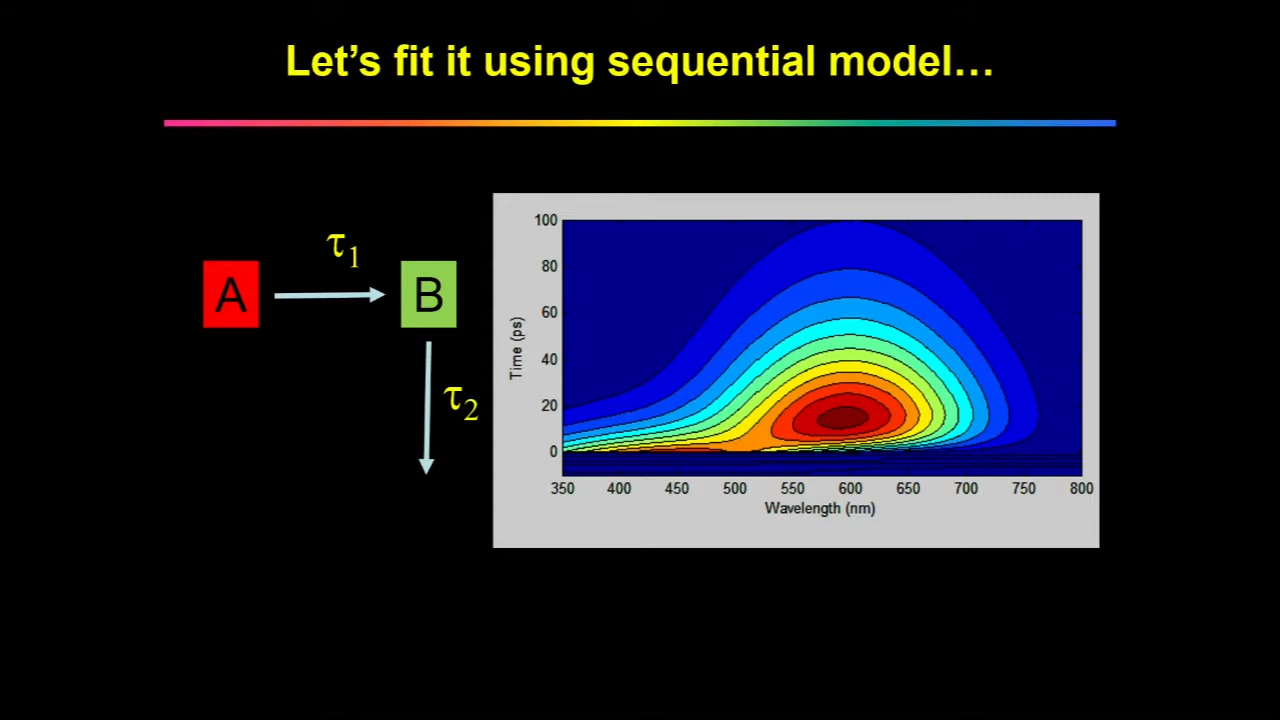 Let's fit it using sequential model…
τ1
A
B
τ2
100
80
60
40
20
0
Time (ps)
350 400 450 500 550 600 650 700 750 800
Wavelength (nm)